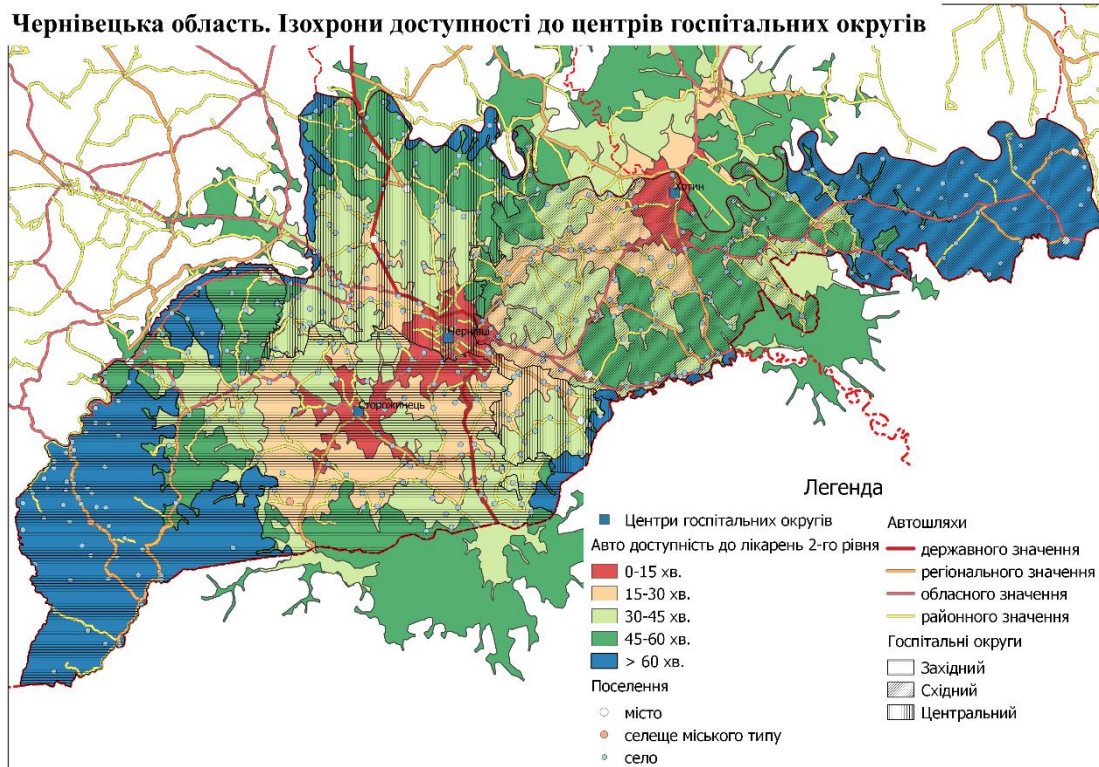 Чернівецька область. Ізохрони доступності до центрів госпітальних округів
Хотин
Чернівці
Сторожинець
Легенда
Центри госпітальних округів
Авто доступність до лікарень 2-го рівня
0-15 хв.
15-30 хв.
30-45 хв.
45-60 хв.
> 60 хв.
Поселення
місто
селеще міського типу
село
Автошляхи
державного значення
регіонального значення
обласного значення
районного значення
Госпітальні округи
Західний
Східний
Центральний